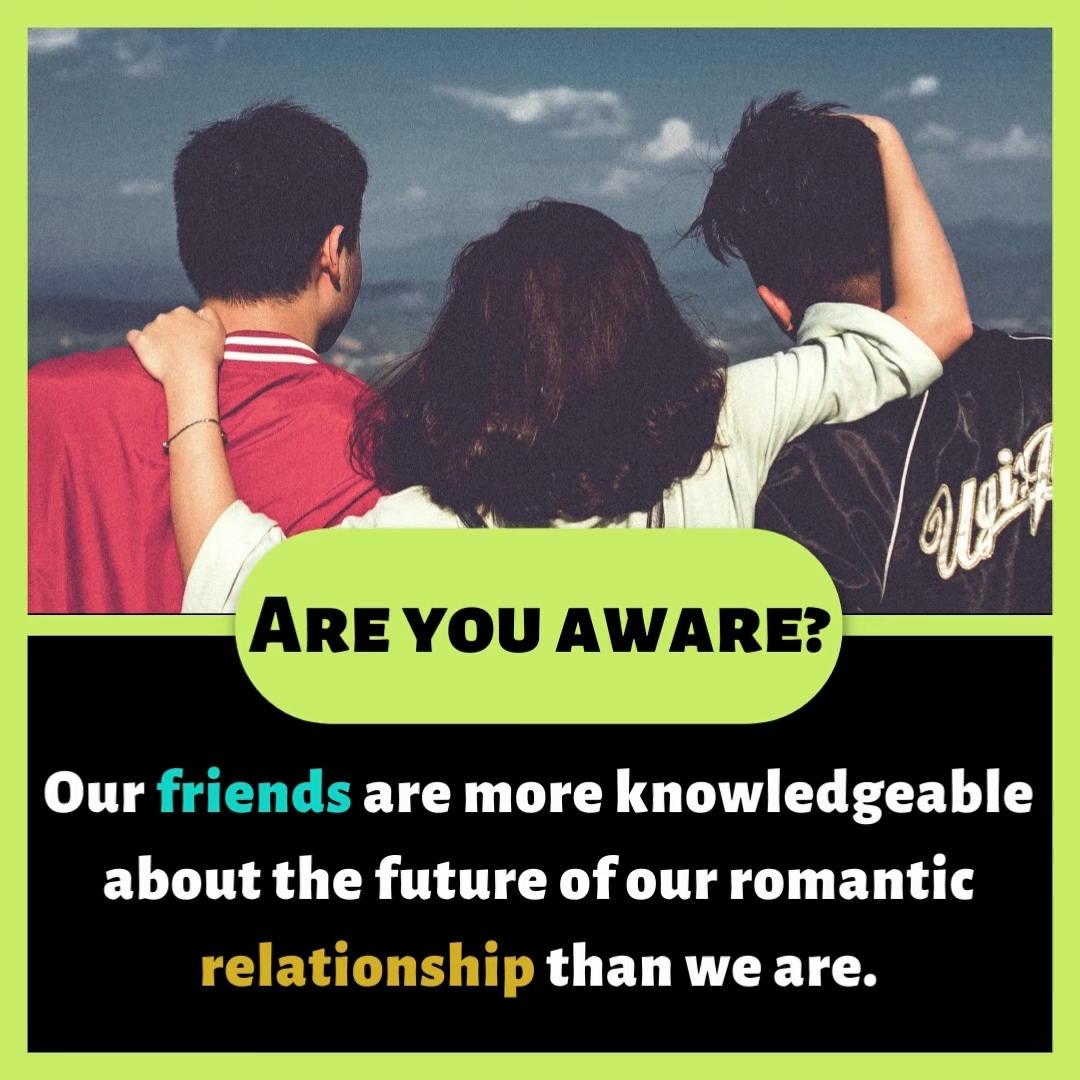 Are you aware?
Our friends are more knowledgeable
about the future of our romantic
relationship than we are.